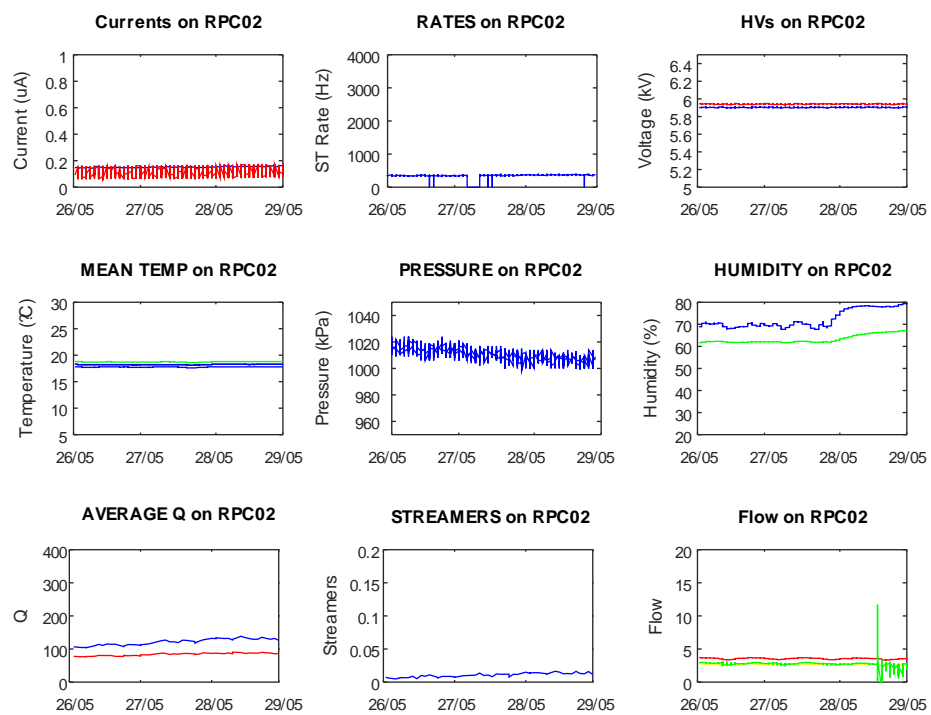 Currents on RPC02
RATES on RPC02
HVs on RPC02
Current (uA)
1
0.8
0.6
0.4
0.2
0
26/05 27/05 28/05 29/05
ST Rate (Hz)
4000
3000
2000
1000
0
26/05 27/05 28/05 29/05
Voltage (kV)
6.4
6.2
6
5.8
5.6
5.4
5.2
5
26/05 27/05 28/05 29/05
MEAN TEMP on RPC02
PRESSURE on RPC02
HUMIDITY on RPC02
Temperature (?C)
30
25
20
15
10
5
26/05 27/05 28/05 29/05
Pressure (kPa)
1040
1020
1000
980
960
26/05 27/05 28/05 29/05
Humidity (%)
80
70
60
50
40
30
20
26/05 27/05 28/05 29/05
AVERAGE Q on RPC02
STREAMERS on RPC02
Flow on RPC02
Q
400
300
200
100
0
26/05 27/05 28/05 29/05
Streamers
0.2
0.15
0.1
0.05
0
26/05 27/05 28/05 29/05
Flow
20
15
10
5
0
26/05 27/05 28/05 29/05